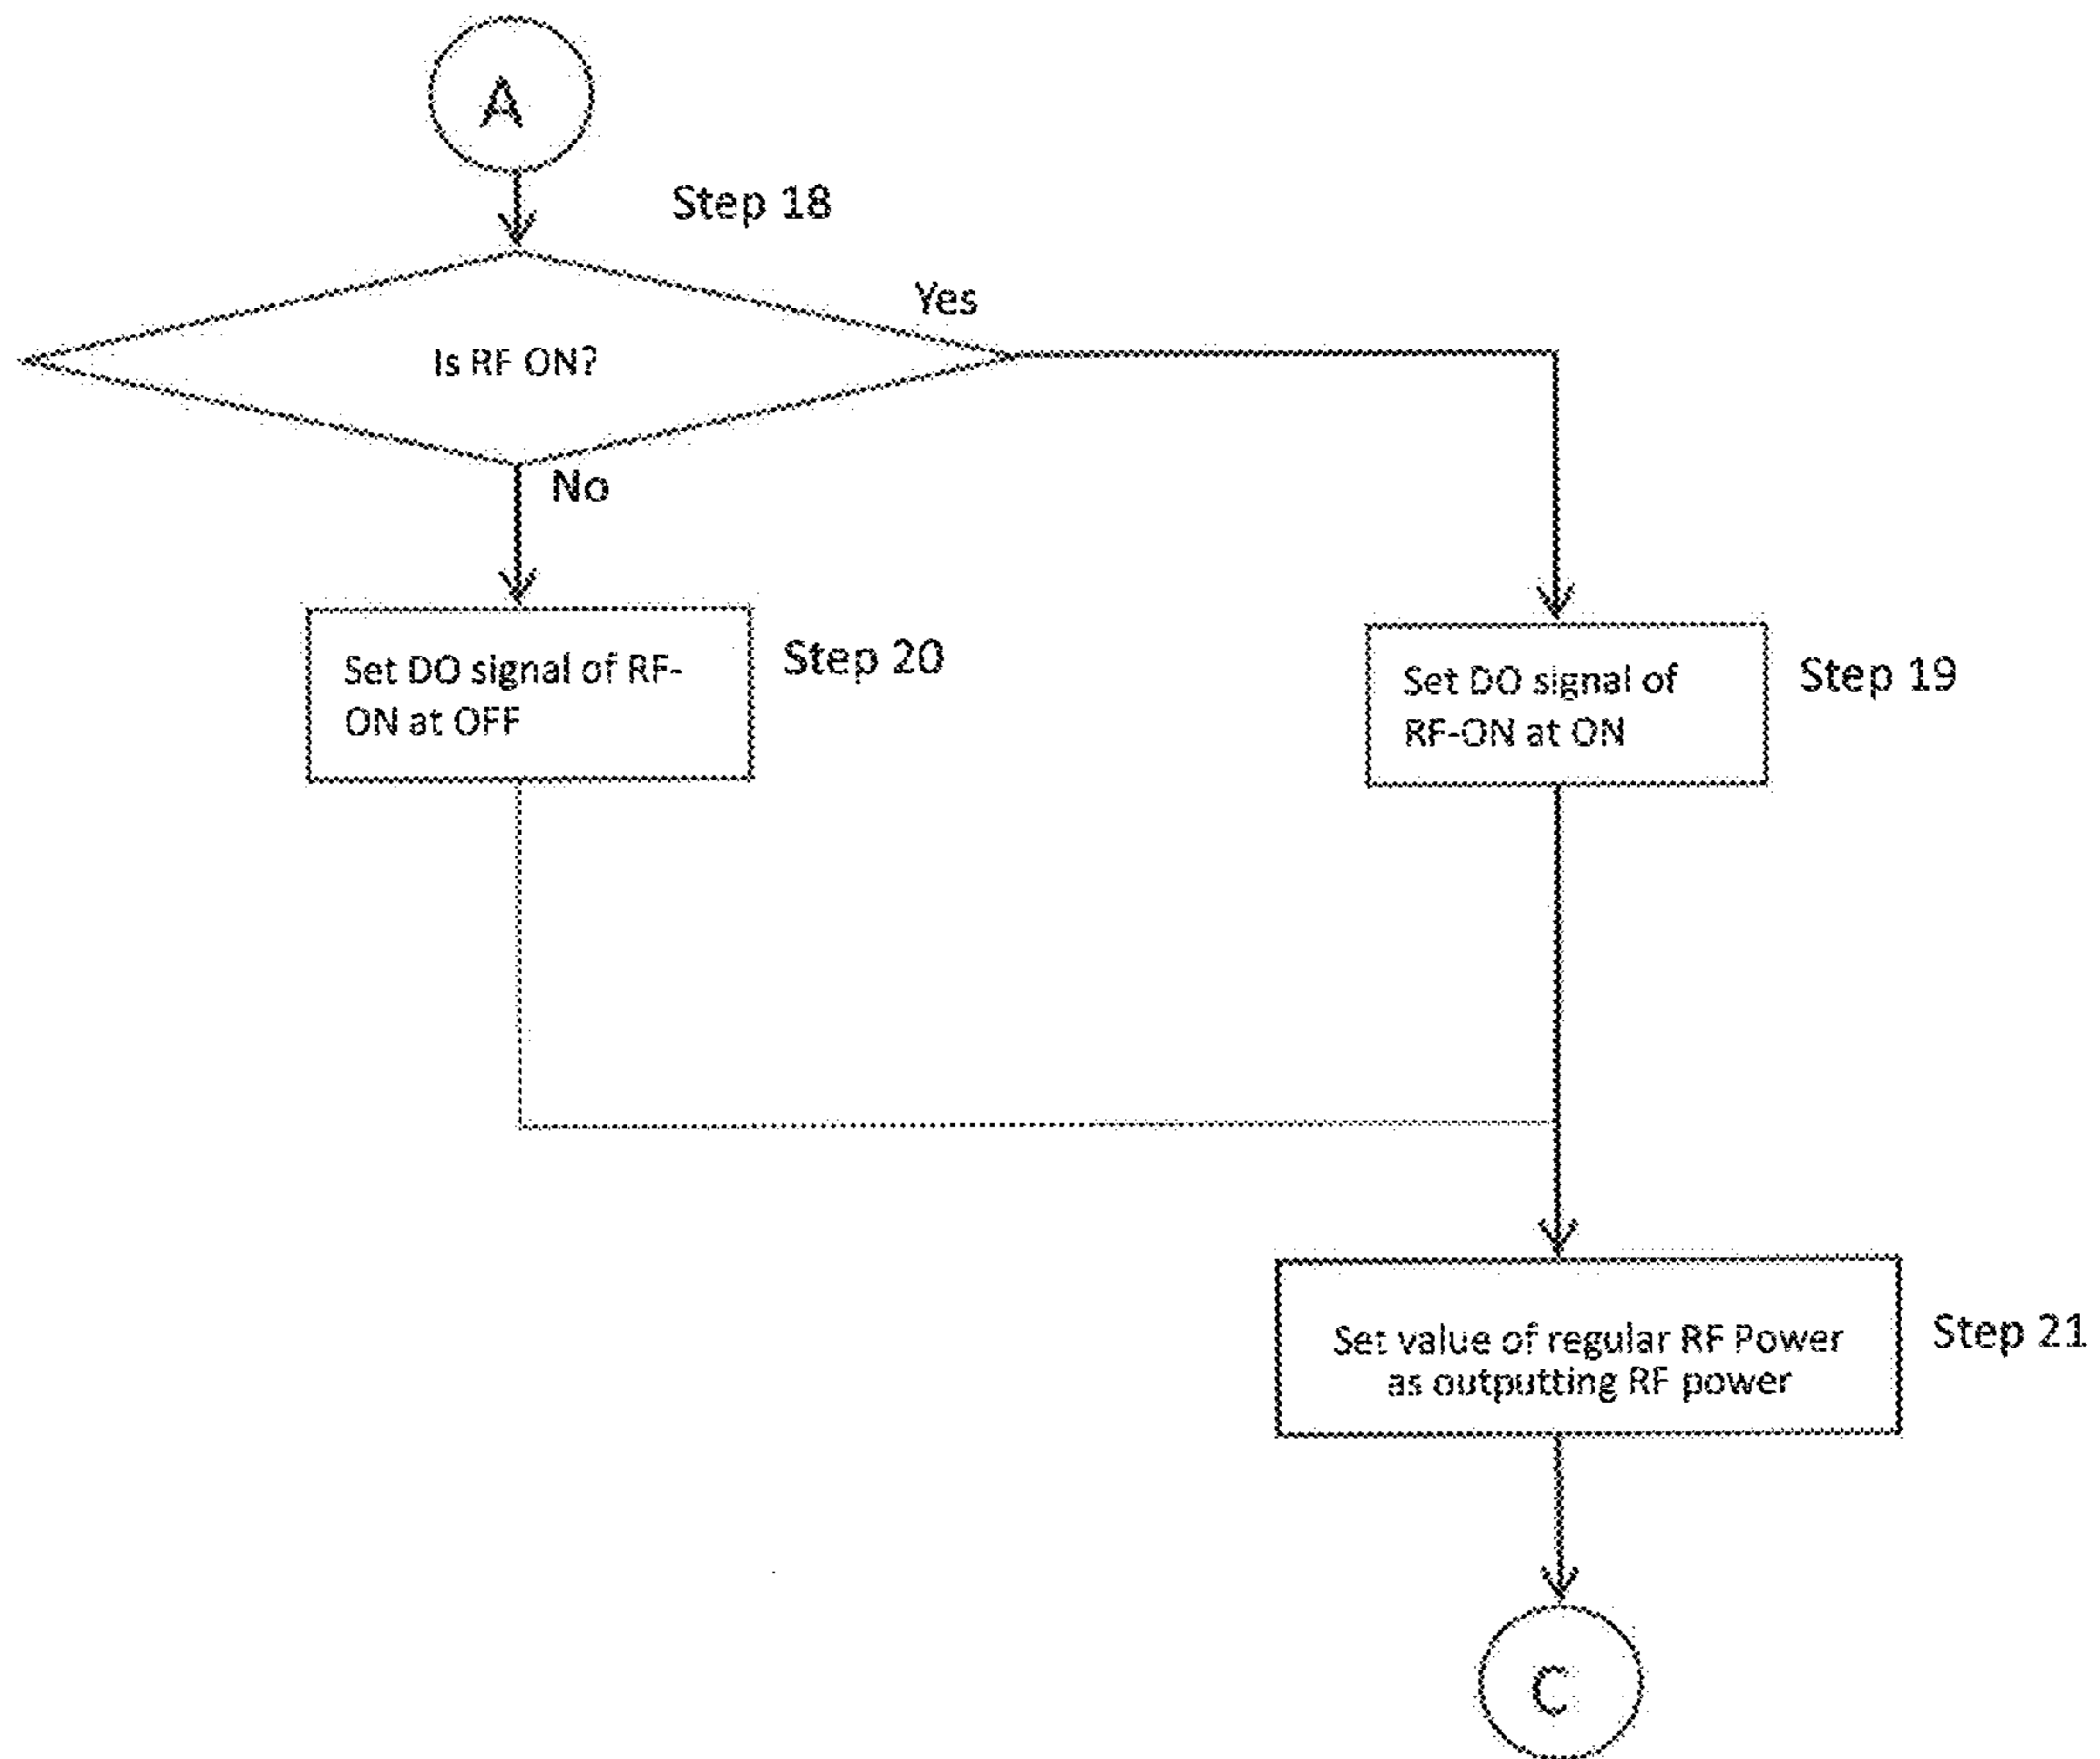 A
Step 18
Yes
Is RF ON?
No
Set DO signal of RF-
ON at OFF
Step 20
Set DO signal of
RF-ON at ON
Step 19
Set value of regular RF Power
as outputting RF power
Step 21
C